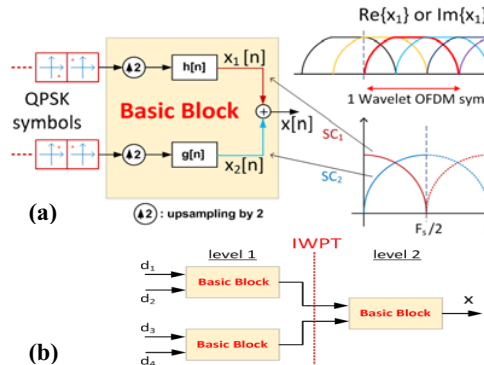 Re{x₁} or Im{x₁}
↑2
h[n]
x₁[n]
QPSK
symbols
Basic Block
+
x[n]
1 Wavelet OFDM sym
SC₁
↑2
g[n]
x₂[n]
SC₂
(a)
↑2 : upsampling by 2
Fₛ/2
IWPT
level 1
level 2
d₁
d₂
Basic Block
Basic Block
x
d₃
d₄
Basic Block
(b)